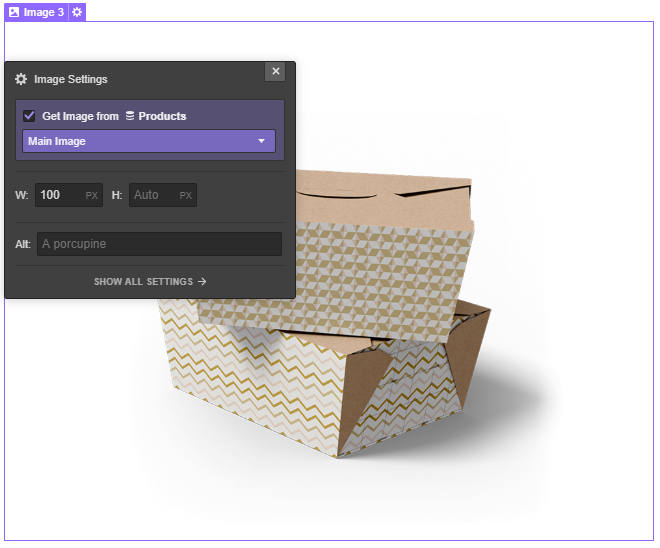 Image 3
Image Settings
Get Image from Products
Main Image
W: 100 PX H: Auto PX
Alt: A porcupine
SHOW ALL SETTINGS